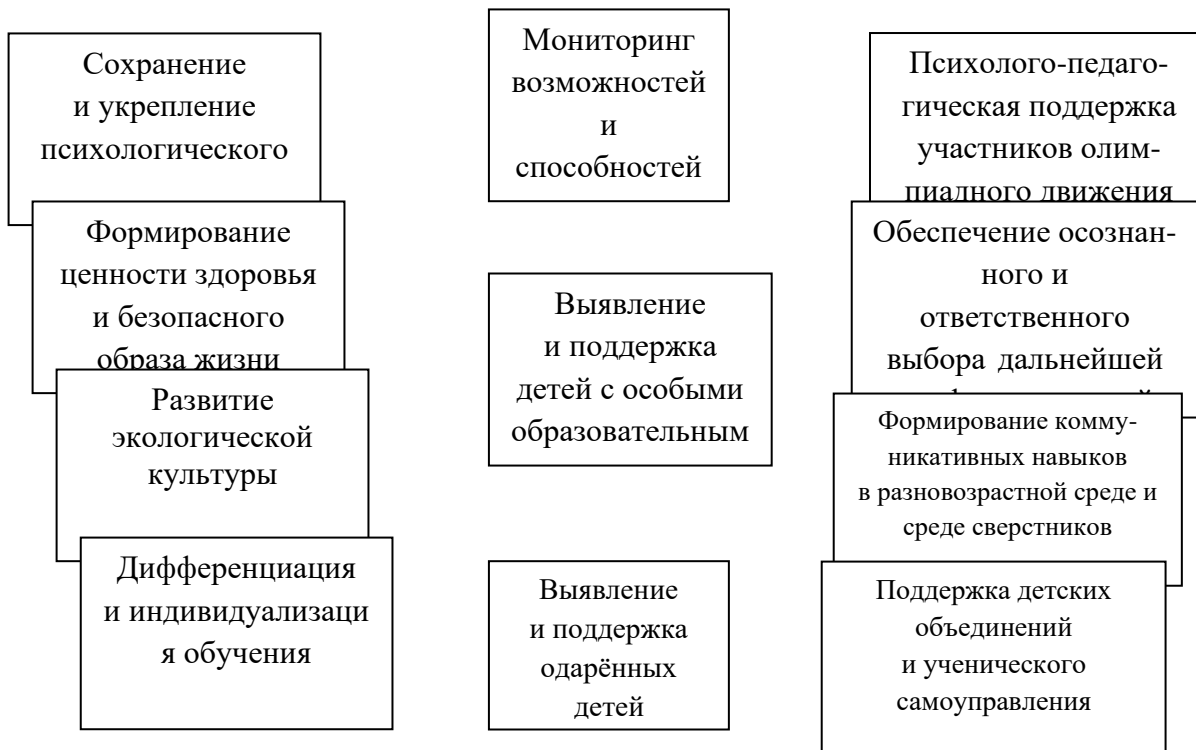 Сохранение
и укрепление
психологического
Формирование
ценности здоровья
и безопасного
образа жизни
Развитие
экологической
культуры
Дифференциация
и индивидуализаци
я обучения
Мониторинг
возможностей
и
способностей
Выявление
и поддержка
детей с особыми
образовательным
Выявление
и поддержка
одарённых
детей
Психолого-педаго-
гическая поддержка
участников олим-
пиадного движения
Обеспечение осознан-
ного и
ответственного
выбора дальнейшей
Формирование комму-
никативных навыков
в разновозрастной среде и
среде сверстников
Поддержка детских
объединений
и ученического
самоуправления